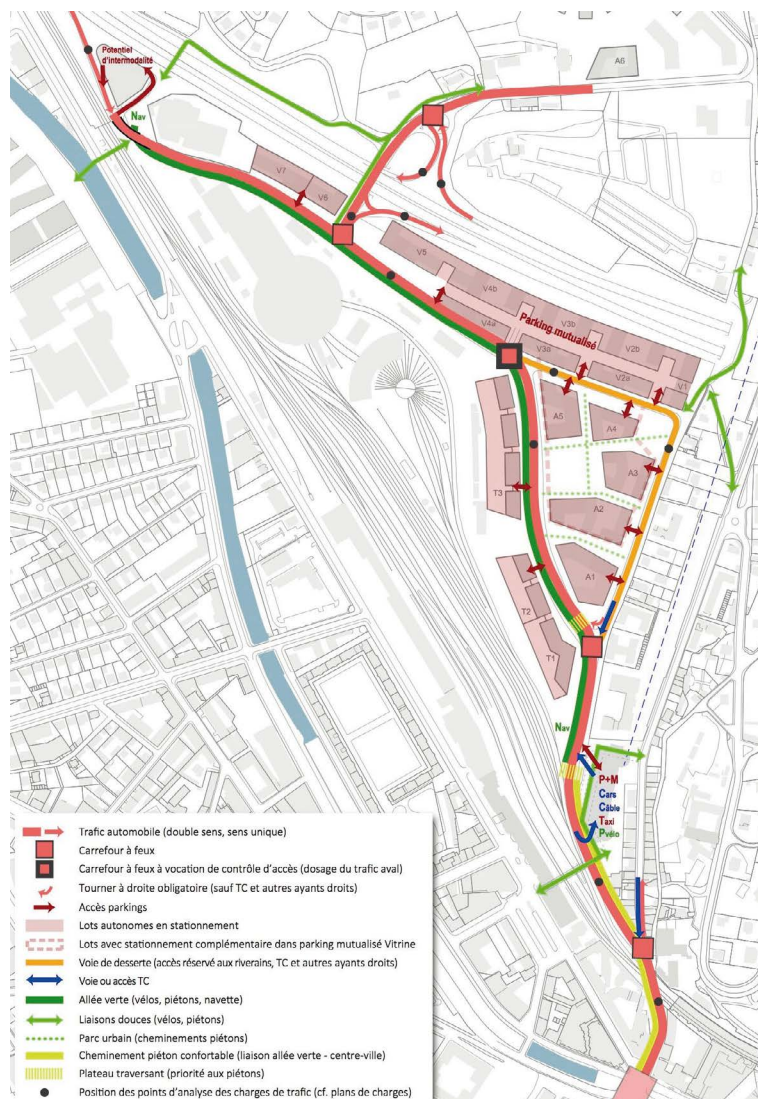 Potentiel
d'intermodalité
A6
Nav
V7
V6
V5
V4b
V4a
Parking mutualisé
V3b
V3a
V2b
V2a
V1
A5
A4
T3
A3
A2
A1
T2
T1
Nav
P+M
Cars
Câble
Taxi
Pvélo
Trafic automobile (double sens, sens unique)
Carrefour à feux
Carrefour à feux à vocation de contrôle d'accès (dosage du trafic aval)
Tourner à droite obligatoire (sauf TC et autres ayants droits)
Accès parkings
Lots autonomes en stationnement
Lots avec stationnement complémentaire dans parking mutualisé Vitrine
Voie de desserte (accès réservé aux riverains, TC et autres ayants droits)
Voie ou accès TC
Allée verte (vélos, piétons, navette)
Liaisons douces (vélos, piétons)
Parc urbain (cheminements piétons)
Cheminement piéton confortable (liaison allée verte - centre-ville)
Plateau traversant (priorité aux piétons)
Position des points d'analyse des charges de trafic (cf. plans de charges)